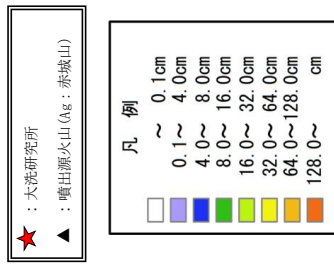 ★：大洗研究所
▲：噴出源火山(Ag：赤城山)
凡例
～ 0.1cm
0.1～ 4.0cm
4.0～ 8.0cm
8.0～ 16.0cm
16.0～ 32.0cm
32.0～ 64.0cm
64.0～128.0cm
128.0～ cm